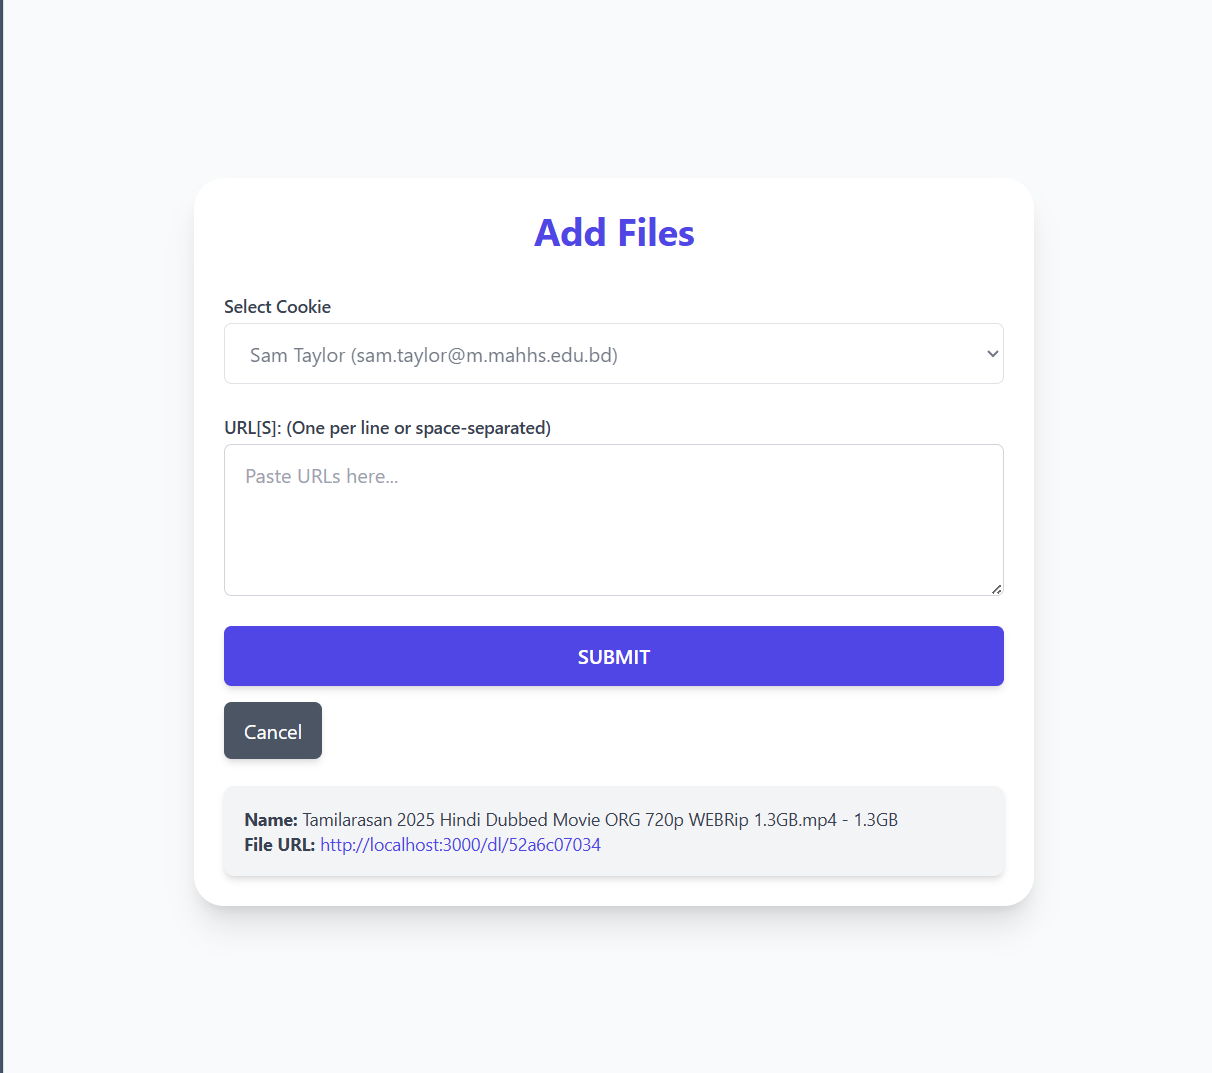 Add Files
Select Cookie
Sam Taylor (sam.taylor@m.mahhs.edu.bd)
URL[S]: (One per line or space-separated)
Paste URLs here...
SUBMIT
Cancel
Name: Tamilarasan 2025 Hindi Dubbed Movie ORG 720p WEBRip 1.3GB.mp4 - 1.3GB
File URL: http://localhost:3000/dl/52a6c07034